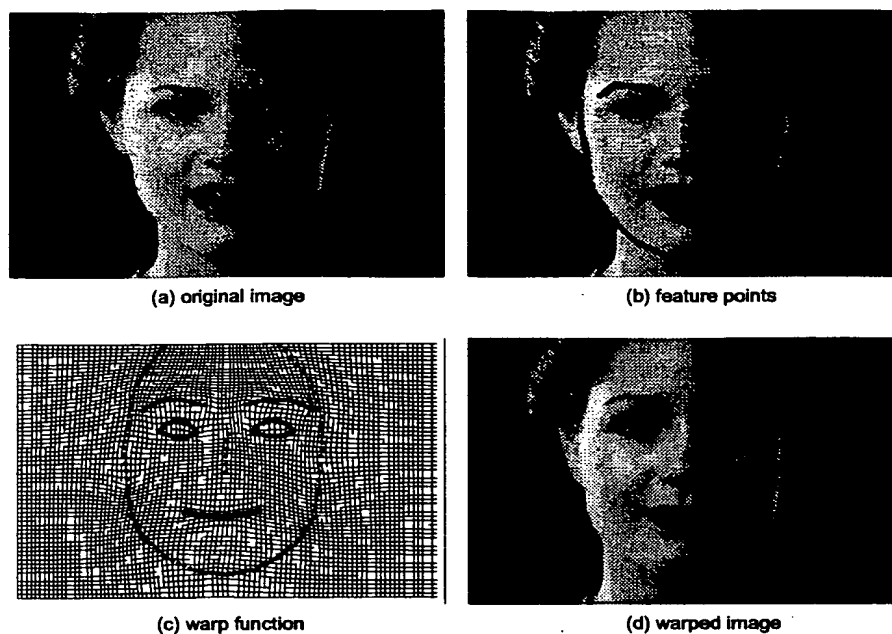 (a) original image
(b) feature points
(c) warp function
(d) warped image